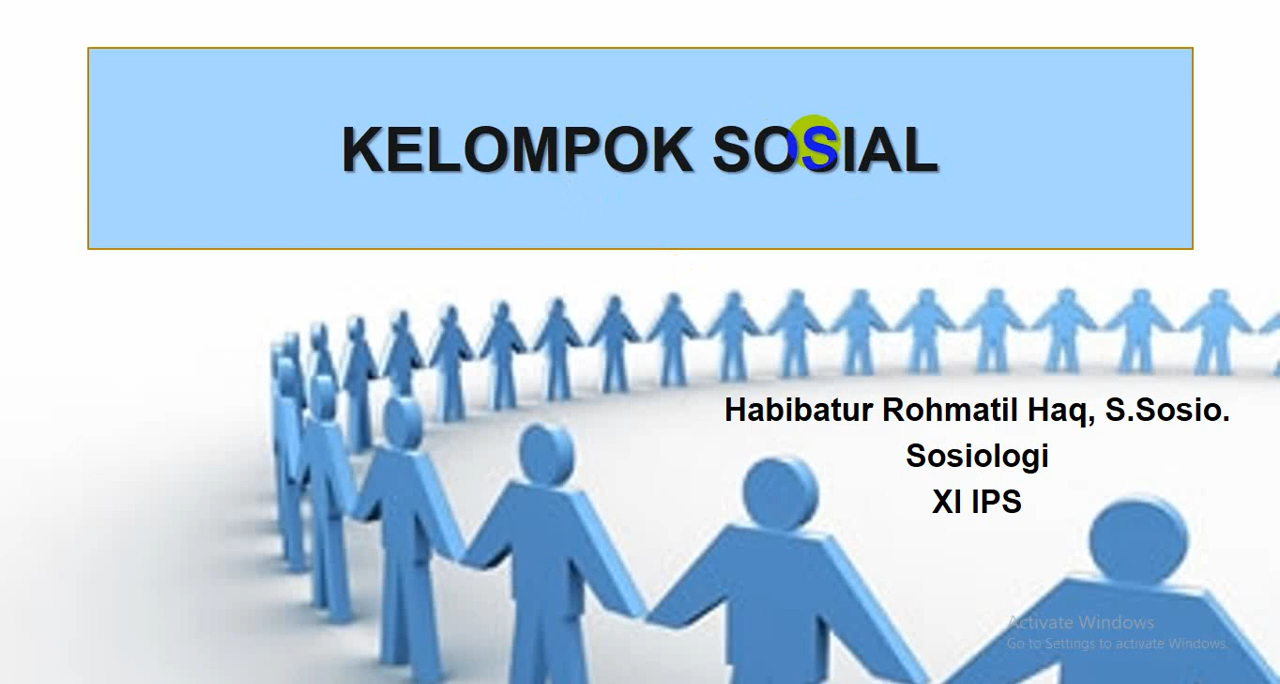 KELOMPOK SOSIAL
Habibatur Rohmatil Haq, S.Sosio.
Sosiologi
XI IPS
Activate Windows
Go to Settings to activate Windows.